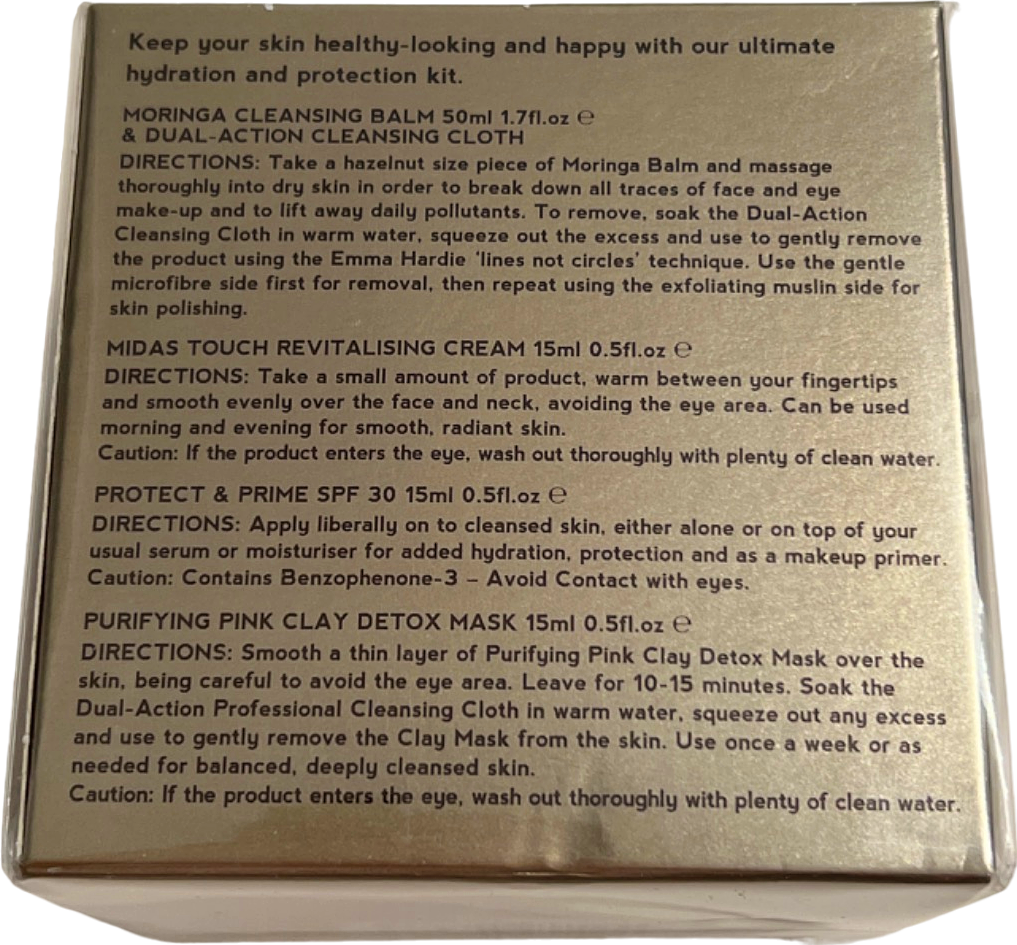 Keep your skin healthy-looking and happy with our ultimate
hydration and protection kit.
MORINGA CLEANSING BALM 50ml 1.7fl.oz ℮
& DUAL-ACTION CLEANSING CLOTH
DIRECTIONS: Take a hazelnut size piece of Moringa Balm and massage
thoroughly into dry skin in order to break down all traces of face and eye
make-up and to lift away daily pollutants. To remove, soak the Dual-Action
Cleansing Cloth in warm water, squeeze out the excess and use to gently remove
the product using the Emma Hardie 'lines not circles' technique. Use the gentle
microfibre side first for removal, then repeat using the exfoliating muslin side for
skin polishing.
MIDAS TOUCH REVITALISING CREAM 15ml 0.5fl.oz ℮
DIRECTIONS: Take a small amount of product, warm between your fingertips
and smooth evenly over the face and neck, avoiding the eye area. Can be used
morning and evening for smooth, radiant skin.
Caution: If the product enters the eye, wash out thoroughly with plenty of clean water.
PROTECT & PRIME SPF 30 15ml 0.5fl.oz ℮
DIRECTIONS: Apply liberally on to cleansed skin, either alone or on top of your
usual serum or moisturiser for added hydration, protection and as a makeup primer.
Caution: Contains Benzophenone-3 – Avoid Contact with eyes.
PURIFYING PINK CLAY DETOX MASK 15ml 0.5fl.oz ℮
DIRECTIONS: Smooth a thin layer of Purifying Pink Clay Detox Mask over the
skin, being careful to avoid the eye area. Leave for 10-15 minutes. Soak the
Dual-Action Professional Cleansing Cloth in warm water, squeeze out any excess
and use to gently remove the Clay Mask from the skin. Use once a week or as
needed for balanced, deeply cleansed skin.
Caution: If the product enters the eye, wash out thoroughly with plenty of clean water.